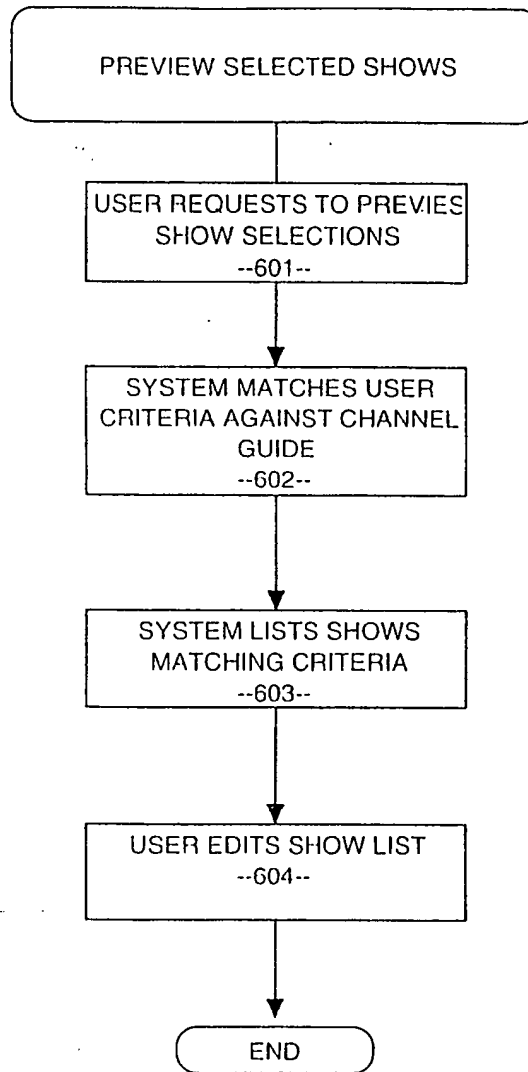 PREVIEW SELECTED SHOWS
USER REQUESTS TO PREVIES
SHOW SELECTIONS
--601--
SYSTEM MATCHES USER
CRITERIA AGAINST CHANNEL
GUIDE
--602--
SYSTEM LISTS SHOWS
MATCHING CRITERIA
--603--
USER EDITS SHOW LIST
--604--
END